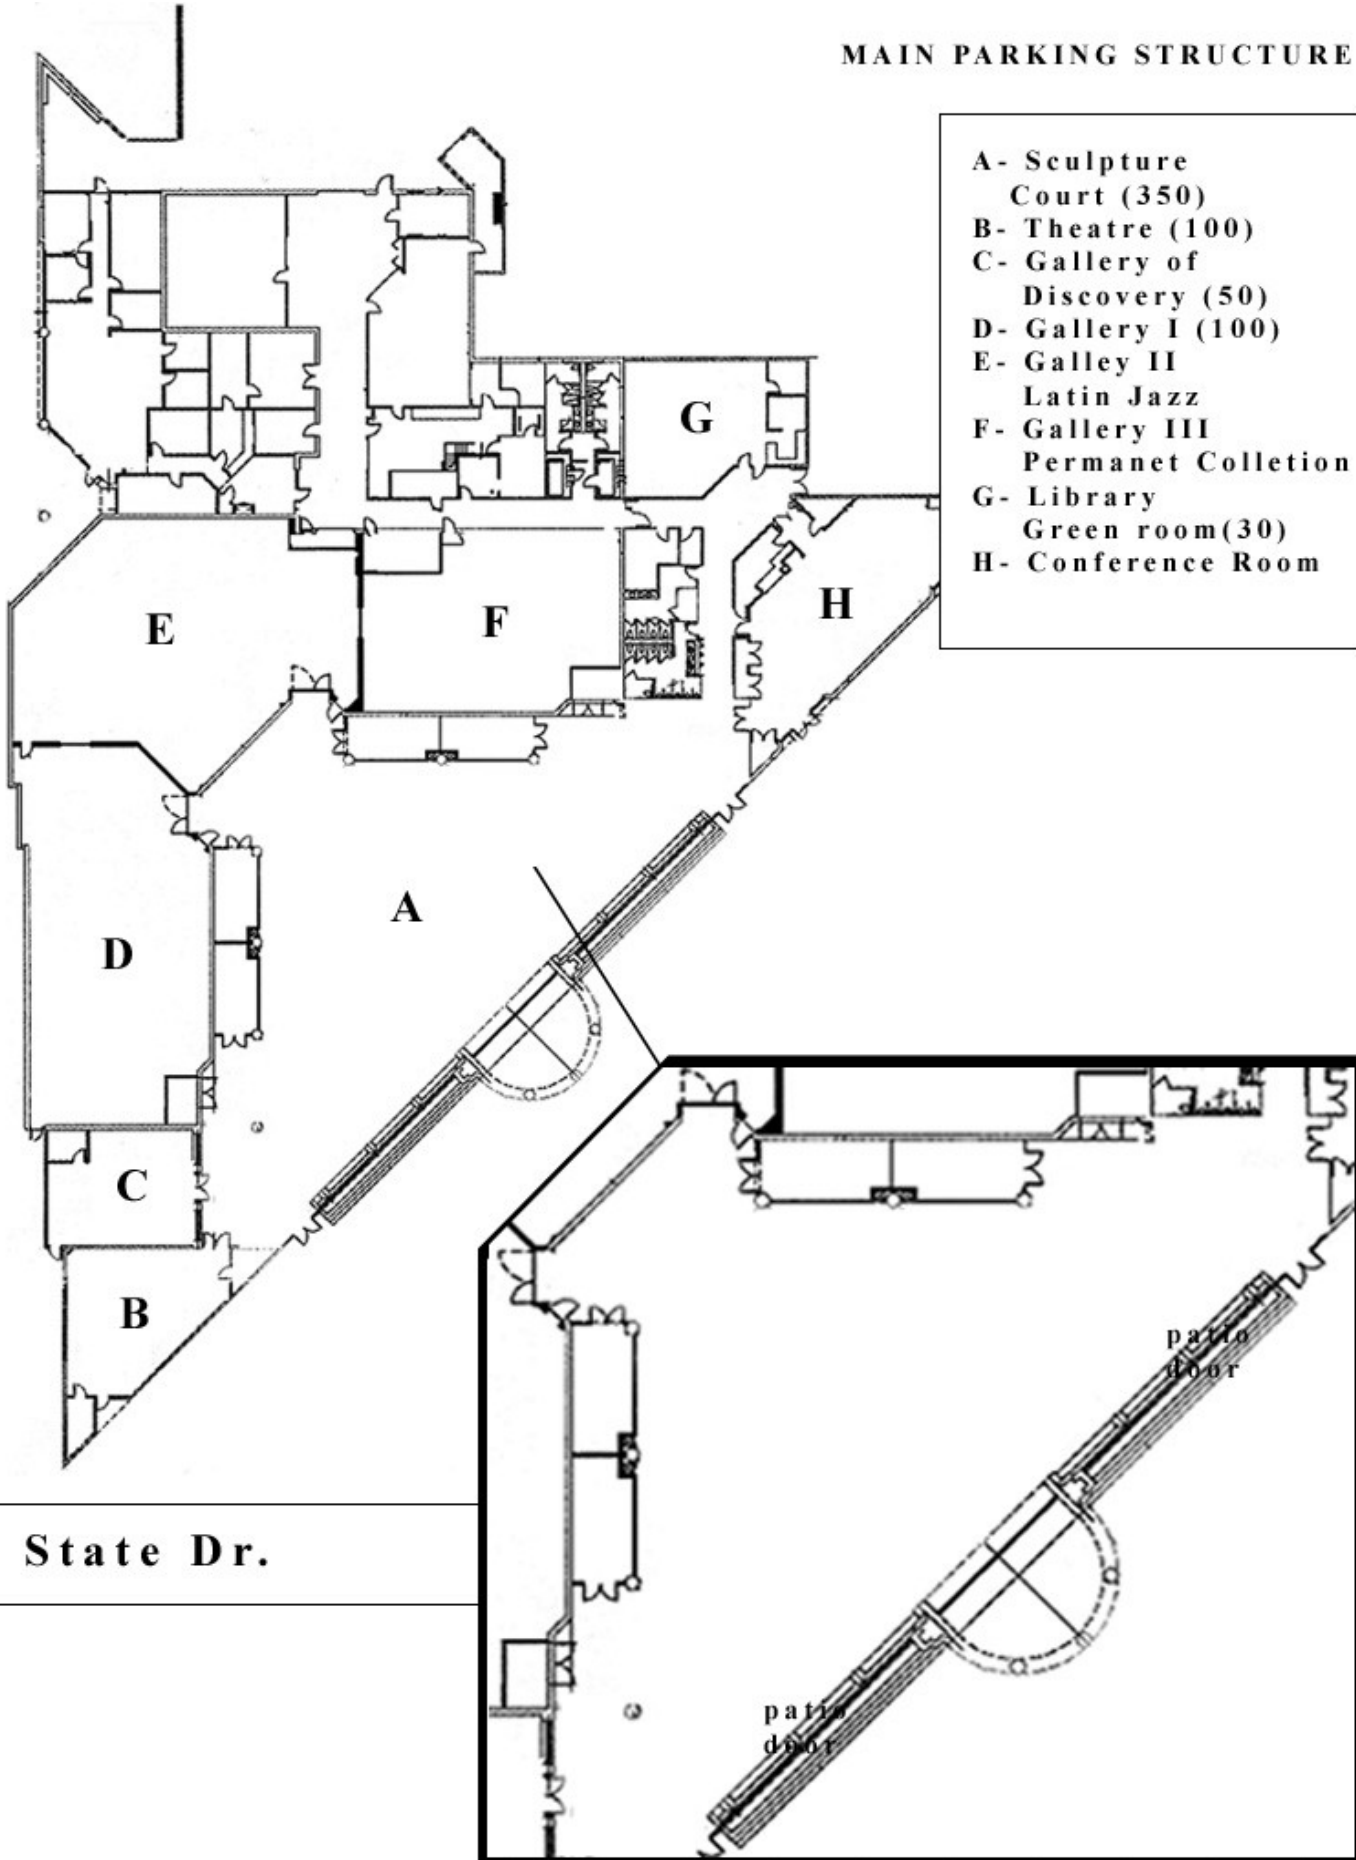 MAIN PARKING STRUCTURE
A- Sculpture
Court (350)
B- Theatre (100)
C- Gallery of
Discovery (50)
D- Gallery I (100)
E- Galley II
Latin Jazz
F- Gallery III
Permanet Colletion
G- Library
Green room(30)
H- Conference Room
G
H
E
F
A
D
C
B
patio
door
State Dr.
patio
door